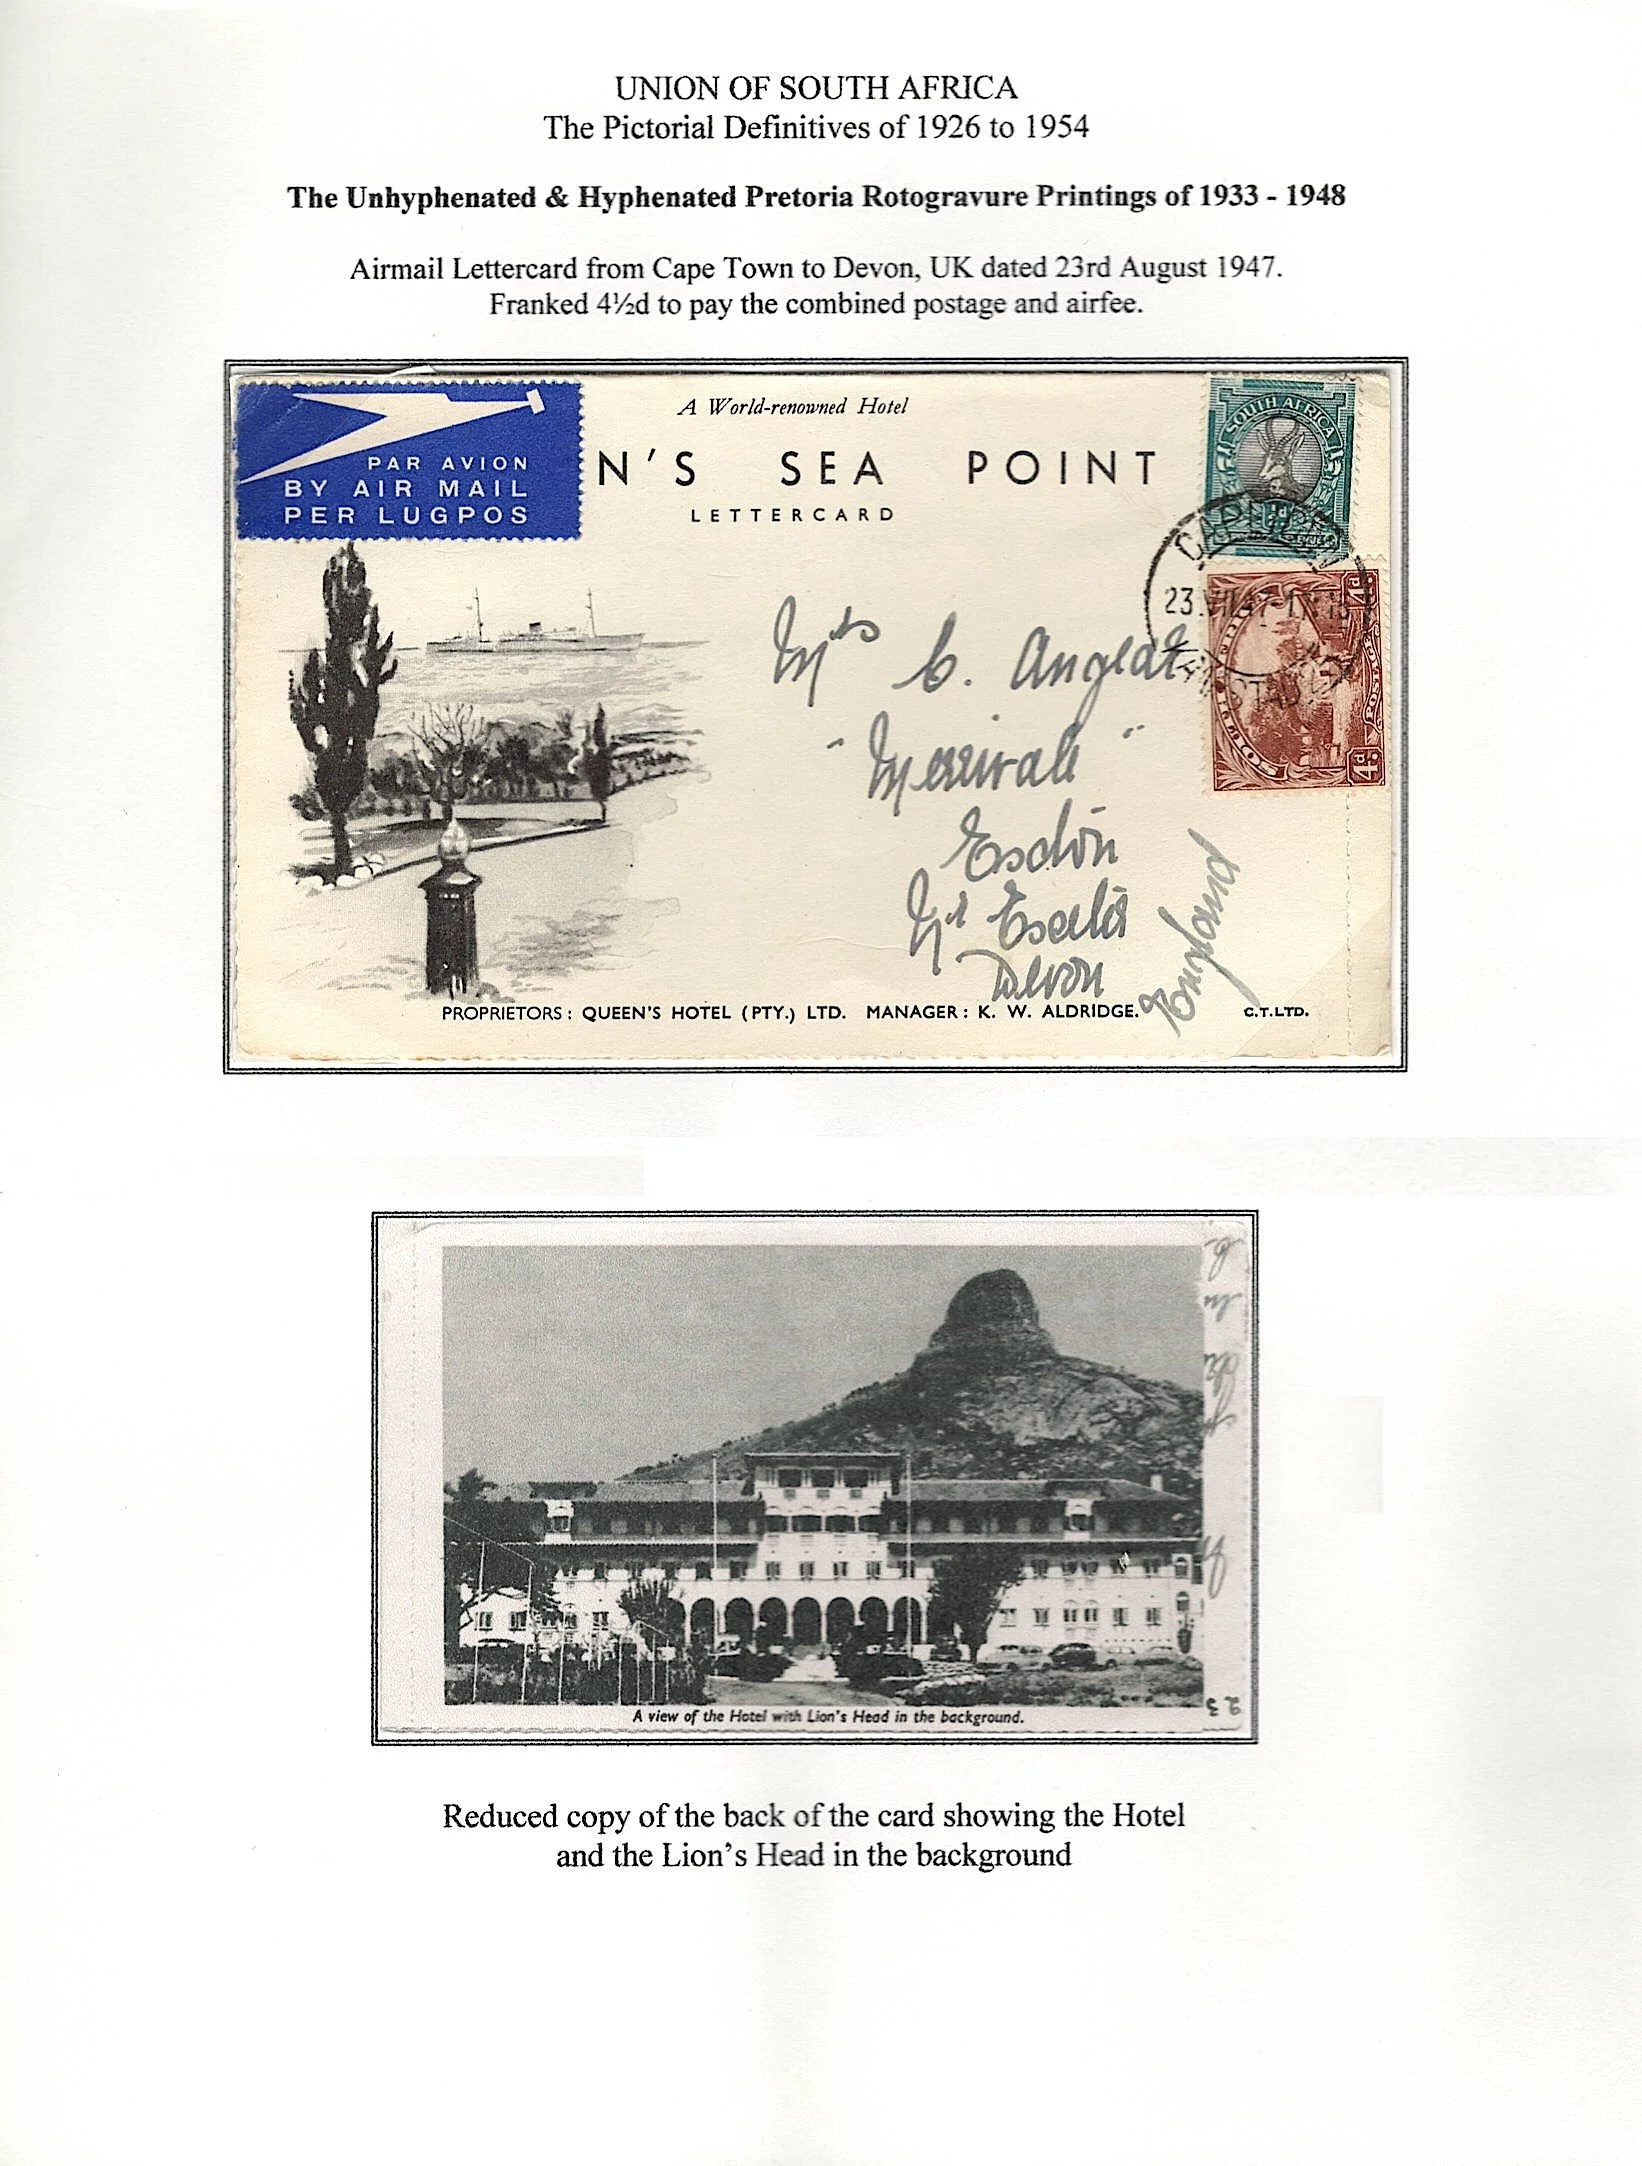 UNION OF SOUTH AFRICA
The Pictorial Definitives of 1926 to 1954
The Unhyphenated & Hyphenated Pretoria Rotogravure Printings of 1933 - 1948
Airmail Lettercard from Cape Town to Devon, UK dated 23rd August 1947.
Franked 4½d to pay the combined postage and airfee.
PAR AVION
BY AIR MAIL
PER LUGPOS
A World-renowned Hotel
N'S SEA POINT
LETTERCARD
SOUTH AFRICA
4d.
4d.
Mrs C.
Devon
England
PROPRIETORS: QUEEN'S HOTEL (PTY.) LTD. MANAGER: K. W. ALDRIDGE.
C.T.LTD.
A view of the Hotel with Lion's Head in the background.
Reduced copy of the back of the card showing the Hotel
and the Lion's Head in the background